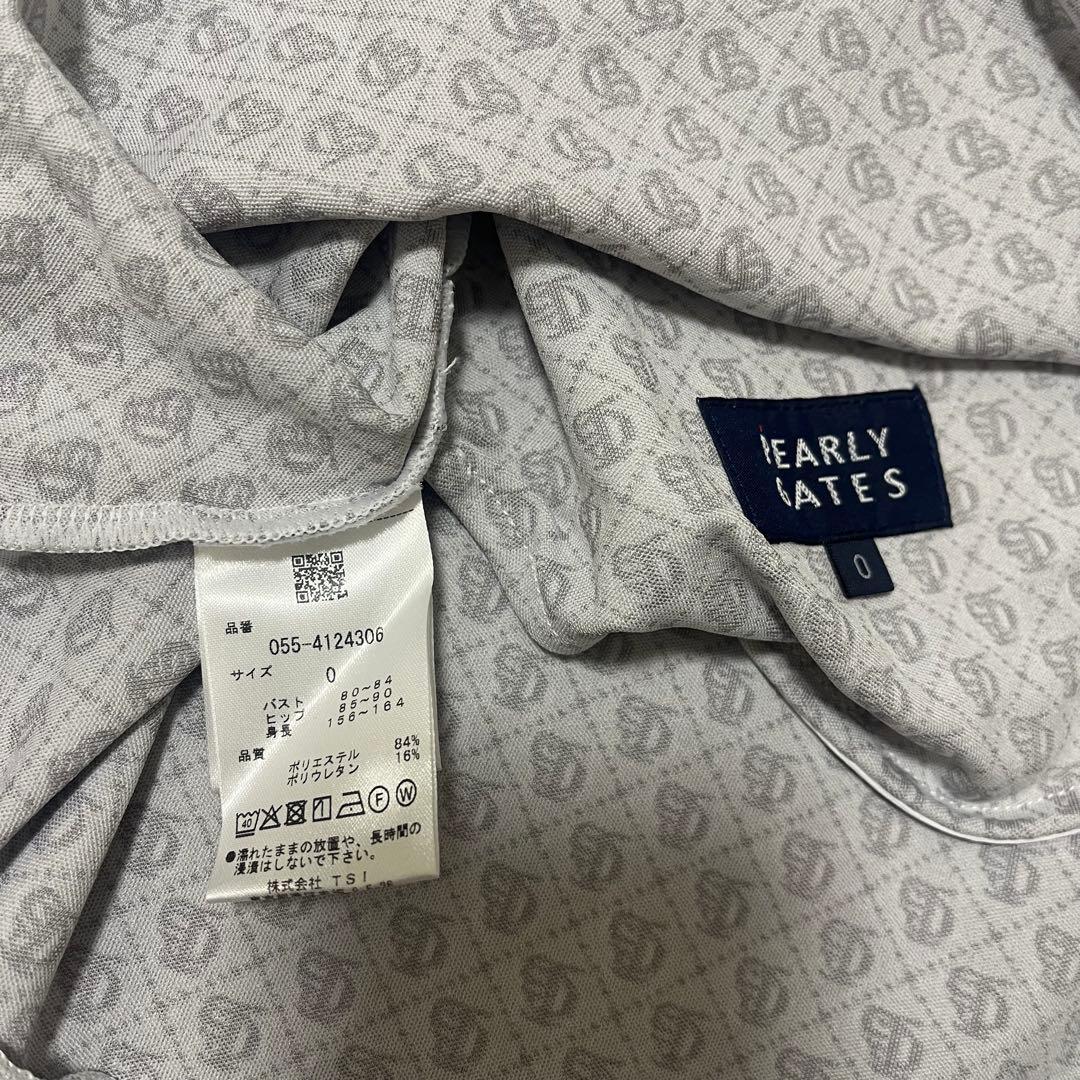 EARLY
ATES
0
品番
055-4124306
サイズ 0
バスト 80~84
ヒップ 85~90
身長 156~164
品質
ポリエステル 84%
ポリウレタン 16%
40 F W
●濡れたままの放置や、長時間の
浸漬はしないで下さい。
株式会社 TSI